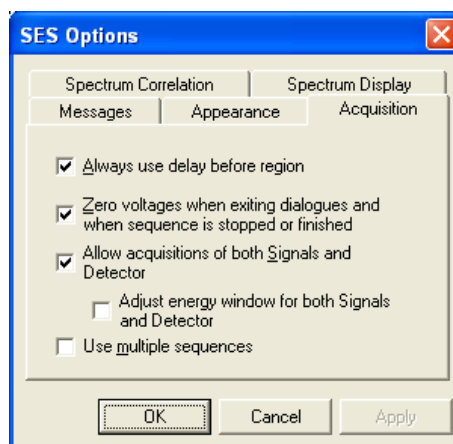 SES Options
Spectrum Correlation
Spectrum Display
Messages
Appearance
Acquisition
Always use delay before region
Zero voltages when exiting dialogues and
when sequence is stopped or finished
Allow acquisitions of both Signals and
Detector
Adjust energy window for both Signals
and Detector
Use multiple sequences
OK
Cancel
Apply